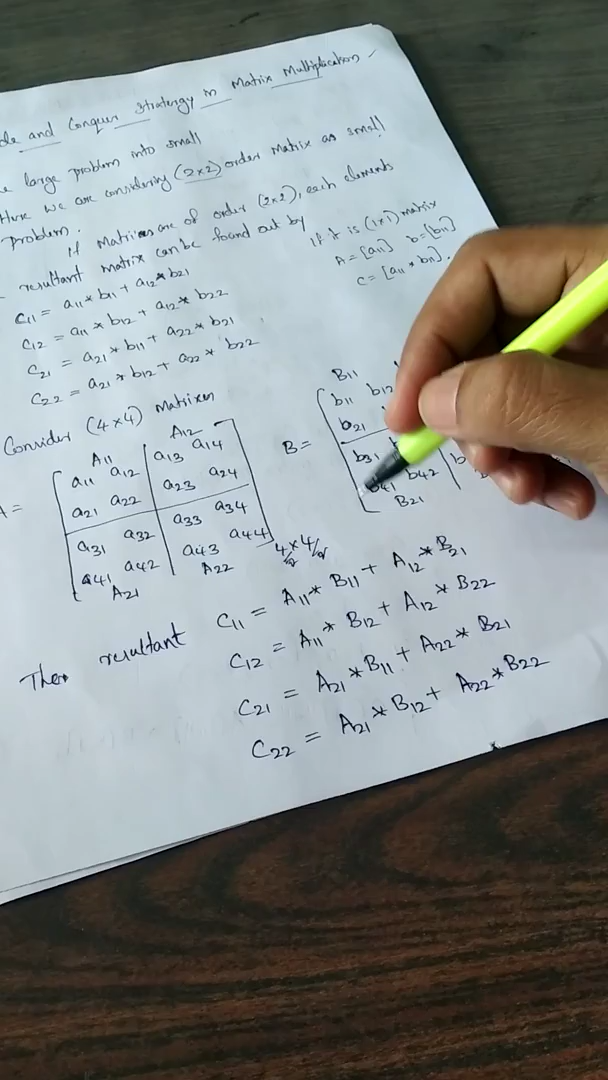 and Conquer Stratergy in Matrix Multiplication
large problem into small
Here we are considering (2×2) order Matrix as small
problem.
If Matrices are of order (2×2), each elements
resultant matrix can be found out by
C11 = a11 * b11 + a12 * b21
C12 = a11 * b12 + a12 * b22
C21 = a21 * b11 + a22 * b21
C22 = a21 * b12 + a22 * b22
If it is (1×1) matrix
A = [a11] b = [b11]
C = [a11 * b11].
Consider (4×4) Matrixes
A11 A12
a11 a12 a13 a14
A = a21 a22 a23 a24
a31 a32 a33 a34
a41 a42 a43 a44
A21 A22
4×4/2
B11
b11 b12
B = b21
b31
b41 b42
B21
Then resultant C11 = A11 * B11 + A12 * B21
C12 = A11 * B12 + A12 * B22
C21 = A21 * B11 + A22 * B21
C22 = A21 * B12 + A22 * B22